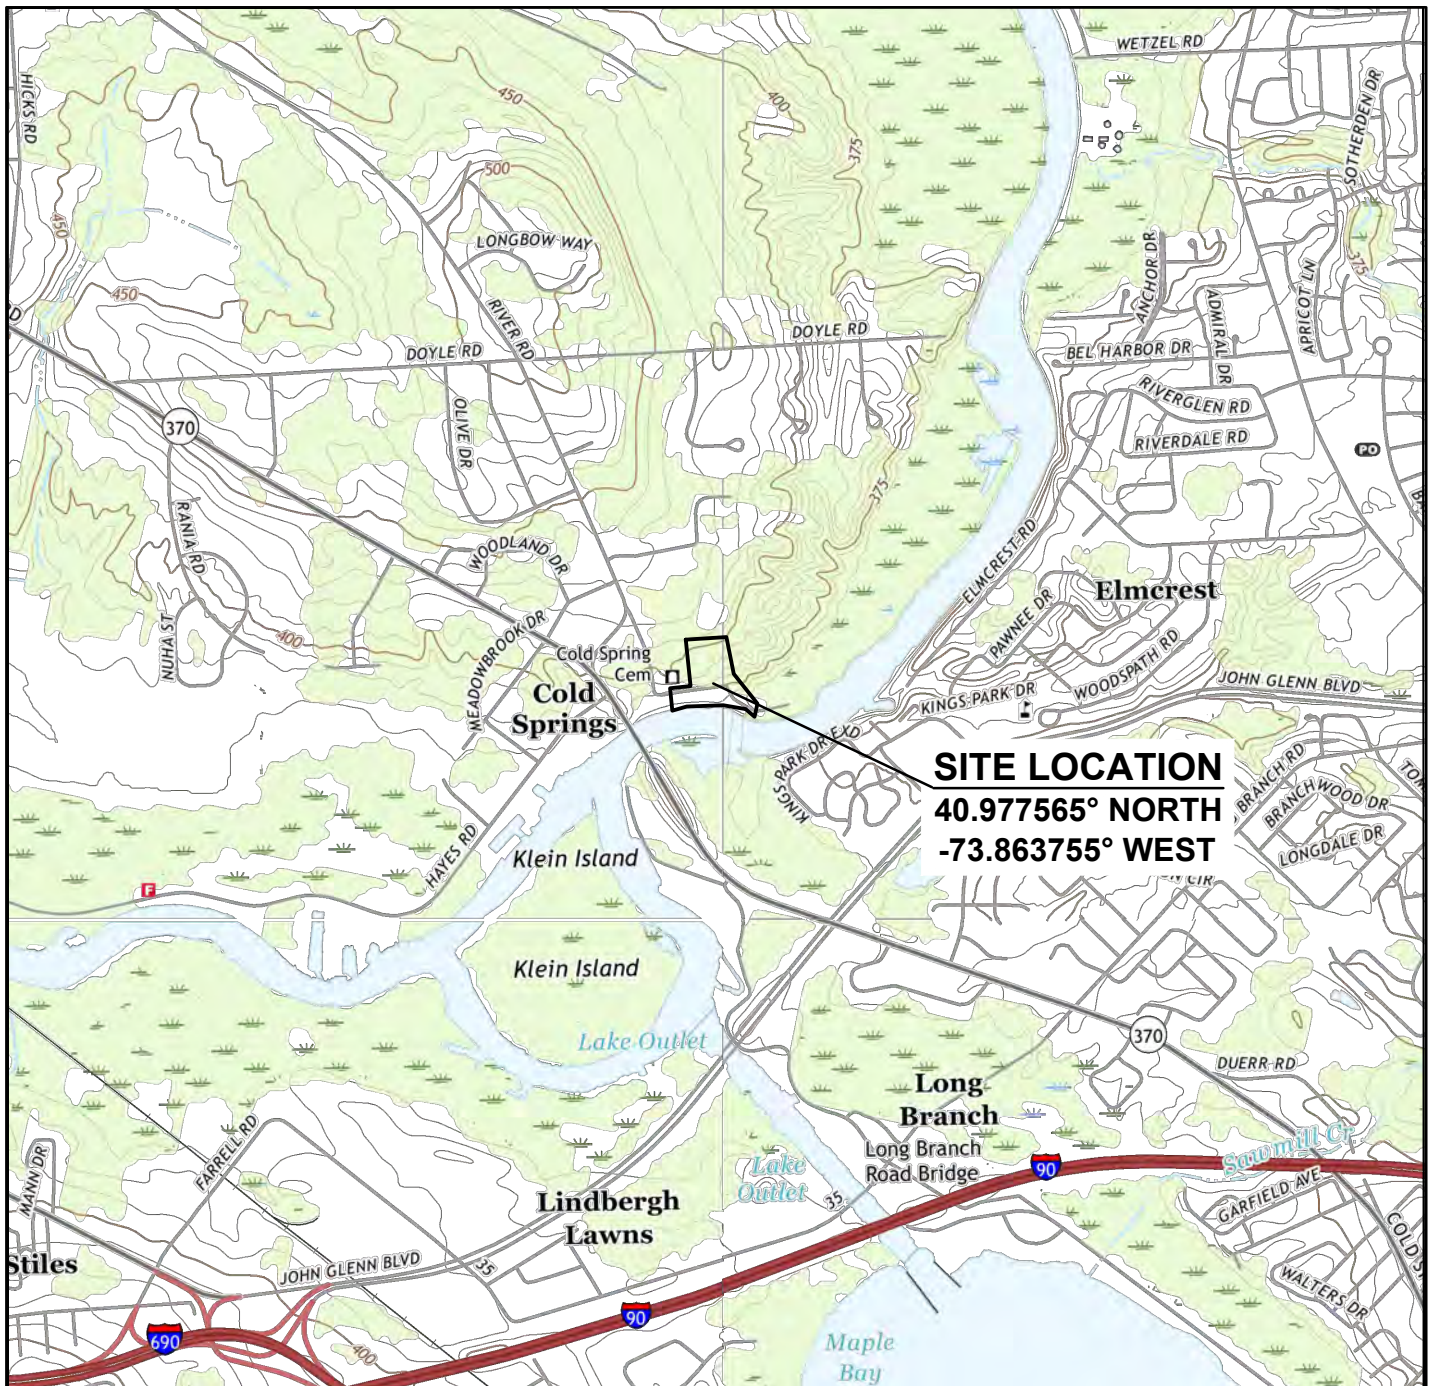 WETZEL RD
HICKS RD
450
400
375
SOTHERDEN DR
500
450
LONGBOW WAY
ANCHOR DR
ADMIRAL DR
APRICOT LN
375
450
RIVER RD
DOYLE RD
DOYLE RD
BEL HARBOR DR
RIVERGLEN RD
RIVERDALE RD
370
OLIVE DR
PO
375
RANIA RD
WOODLAND DR
ELMCREST RD
Elmcrest
PAWNEE DR
NUHA ST
400
MEADOWBROOK DR
Cold Spring
Cem
Cold
Springs
WOODSPATH RD
KINGS PARK DR
JOHN GLENN BLVD
KINGS PARK DR EXD
SITE LOCATION
40.977565° NORTH
-73.863755° WEST
BRANCH RD
BRANCHWOOD DR
LONGDALE DR
CIR
HAYES RD
Klein Island
F
Klein Island
Lake Outlet
370
DUERR RD
Long
Branch
Long Branch
Road Bridge
Sawmill Cr
90
GARFIELD AVE
Lake
Outlet
35
MANN DR
FARRELL RD
Lindbergh
Lawns
Stiles
JOHN GLENN BLVD
35
COLD S
WALTERS DR
90
690
400
Maple
Bay